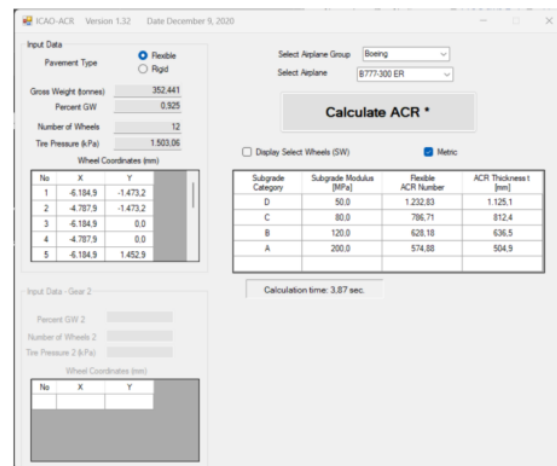 ICAO-ACR Version 1.32 Date December 9, 2020
Input Data
Pavement Type
Flexible
Rigid
Gross Weight (tonnes) 352,441
Percent GW 0,925
Number of Wheels 12
Tire Pressure (kPa) 1.503,06
Wheel Coordinates (mm)
No X Y
1 -6.184,9 -1.473,2
2 -4.787,9 -1.473,2
3 -6.184,9 0,0
4 -4.787,9 0,0
5 -6.184,9 1.452,9
Input Data - Gear 2
Percent GW 2
Number of Wheels 2
Tire Pressure 2 (kPa)
Wheel Coordinates (mm)
No X Y
Select Airplane Group Boeing
Select Airplane B777-300 ER
Calculate ACR *
Display Select Wheels (SW) Metric
Subgrade Category Subgrade Modulus [MPa] Flexible ACR Number ACR Thickness t [mm]
D 50,0 1.232,83 1.125,1
C 80,0 786,71 812,4
B 120,0 628,18 636,5
A 200,0 574,88 504,9
Calculation time: 3,87 sec.